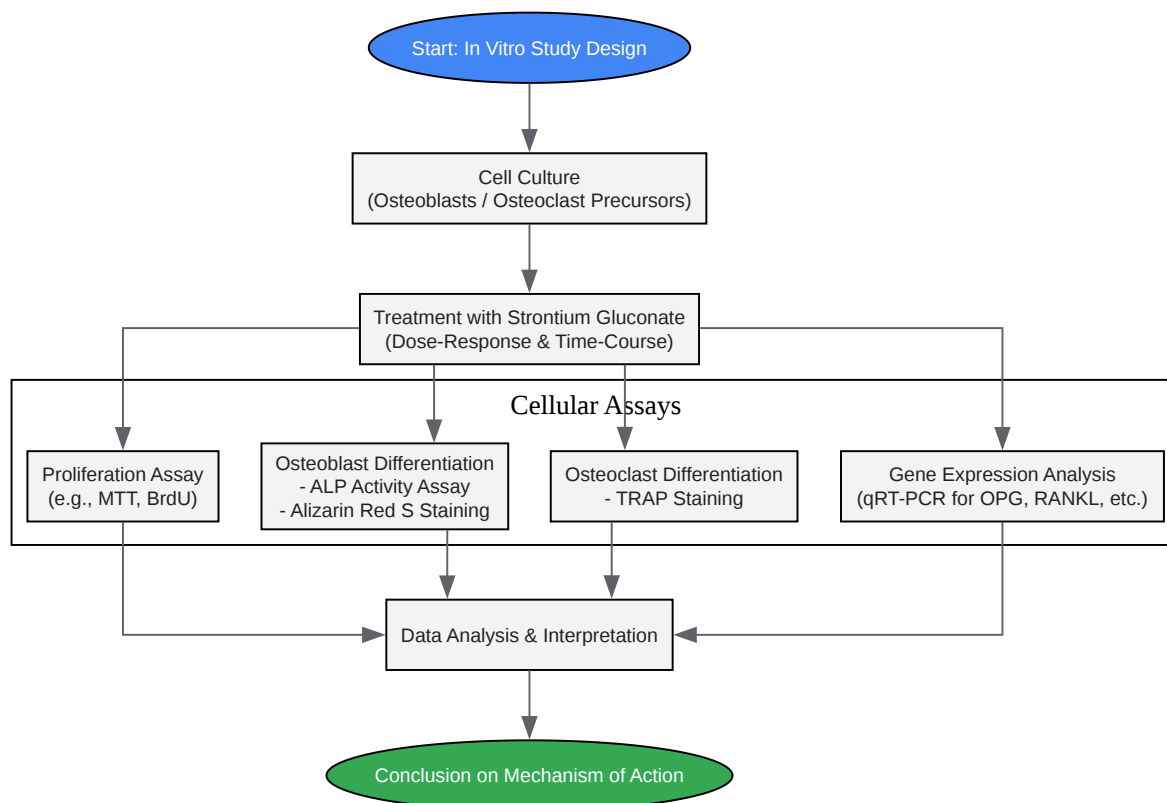 Start: In Vitro Study Design
Cell Culture
(Osteoblasts / Osteoclast Precursors)
Treatment with Strontium Gluconate
(Dose-Response & Time-Course)
Cellular Assays
Proliferation Assay
(e.g., MTT, BrdU)
Osteoblast Differentiation
- ALP Activity Assay
- Alizarin Red S Staining
Osteoclast Differentiation
- TRAP Staining
Gene Expression Analysis
(qRT-PCR for OPG, RANKL, etc.)
Data Analysis & Interpretation
Conclusion on Mechanism of Action